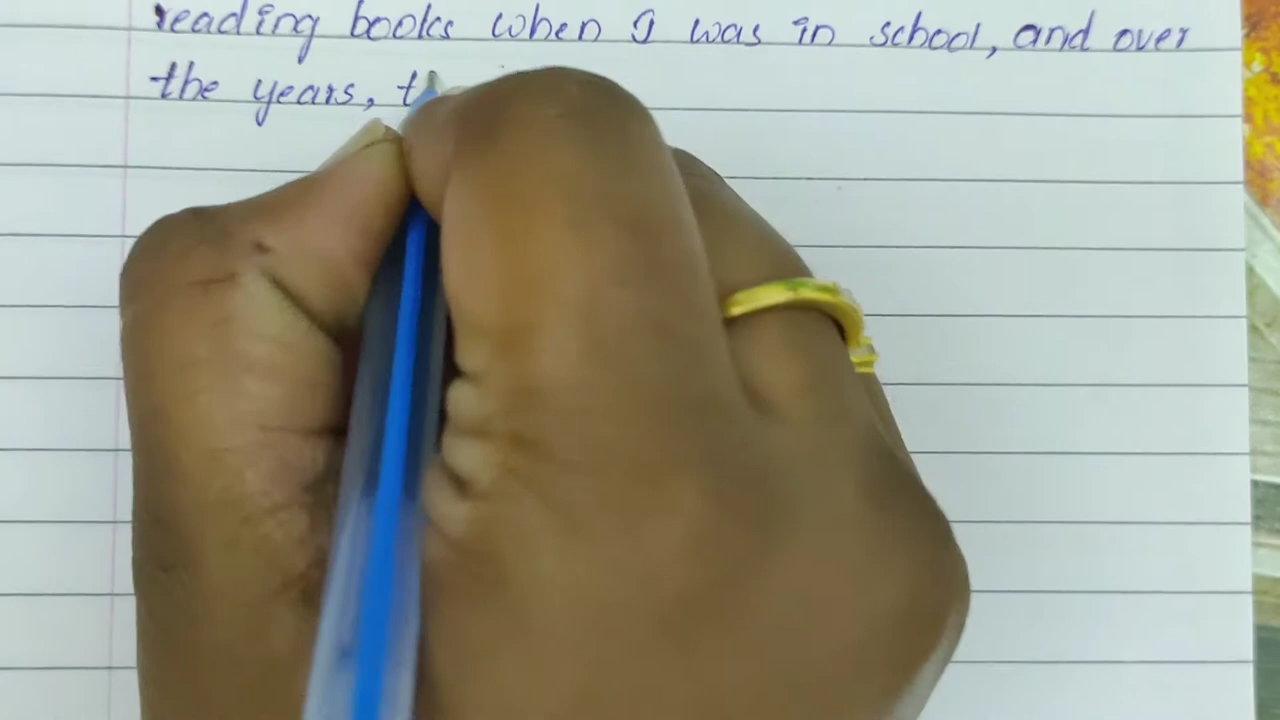 reading books when I was in school, and over
the years, t